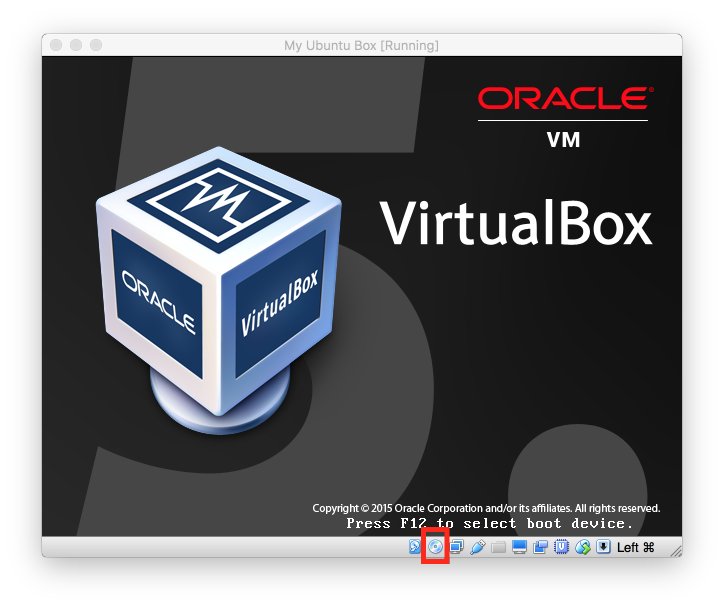 My Ubuntu Box [Running]
ORACLE®
VM
VirtualBox
ORACLE
VirtualBox
Copyright © 2015 Oracle Corporation and/or its affiliates. All rights reserved.
Press F12 to select boot device.
Left ⌘